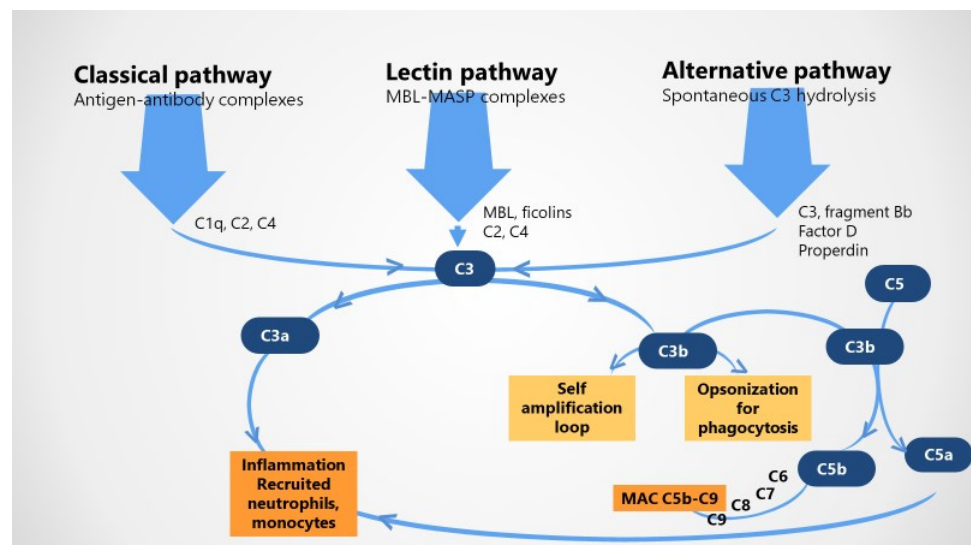 Classical pathway
Antigen-antibody complexes
Lectin pathway
MBL-MASP complexes
Alternative pathway
Spontaneous C3 hydrolysis
C1q, C2, C4
MBL, ficolins
C2, C4
C3, fragment Bb
Factor D
Properdin
C3
C5
C3a
C3b
C3b
Self
amplification
loop
Opsonization
for
phagocytosis
Inflammation
Recruited
neutrophils,
monocytes
C5a
C5b
C6
C7
C8
C9
MAC C5b-C9